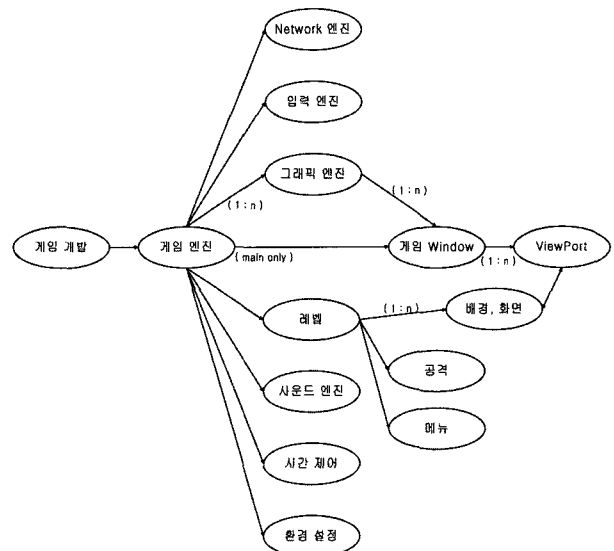 Network 엔진
입력 엔진
그래픽 엔진
(1:n)
(1:n)
게임 개발
게임 엔진
(main only)
게임 Window
(1:n)
ViewPort
레벨
(1:n)
배경, 화면
공격
사운드 엔진
메뉴
시간 제어
환경 설정